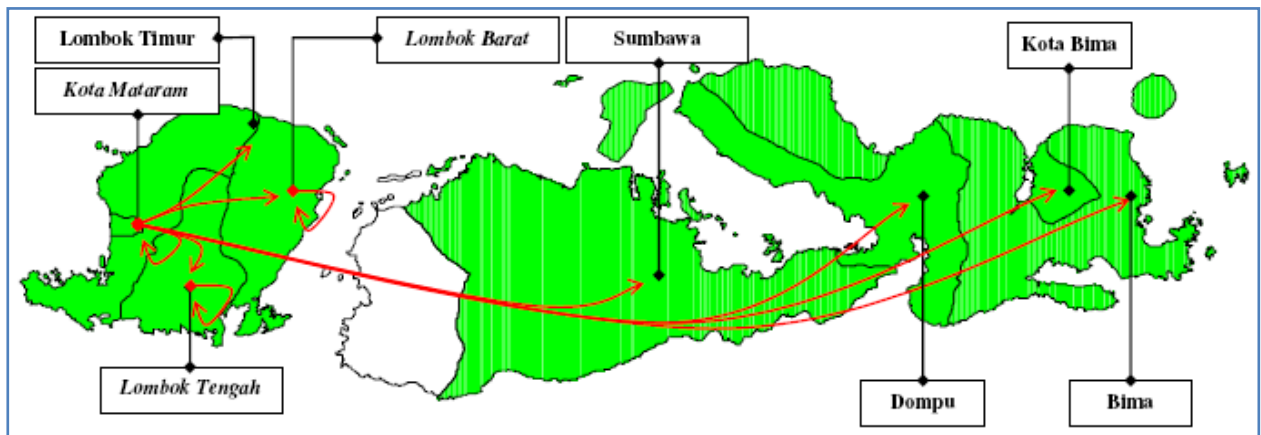 Lombok Timur
Lombok Barat
Sumbawa
Kota Bima
Kota Mataram
Lombok Tengah
Dompu
Bima